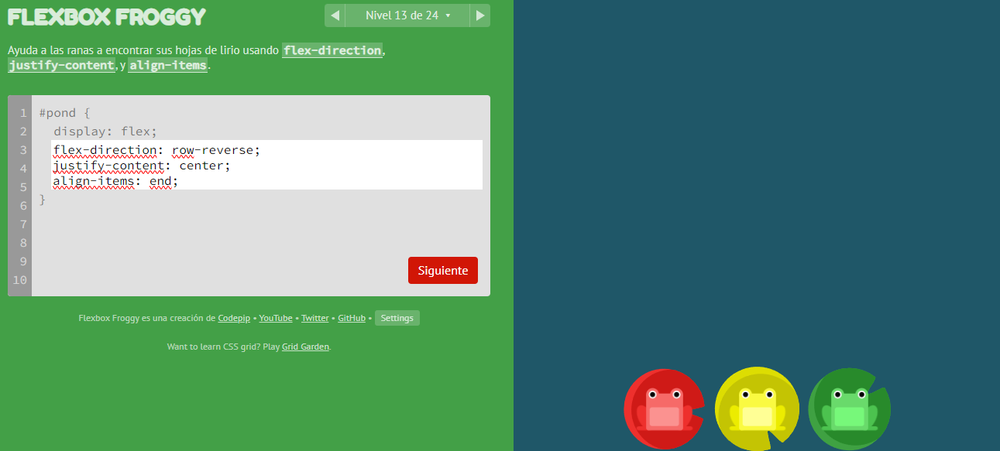 FLEXBOX FROGGY
◀ Nivel 13 de 24 ▾ ▶
Ayuda a las ranas a encontrar sus hojas de lirio usando flex-direction,
justify-content, y align-items.
1 #pond {
2 display: flex;
3 flex-direction: row-reverse;
4 justify-content: center;
5 align-items: end;
6 }
7
8
9
10
Siguiente
Flexbox Froggy es una creación de Codepip • YouTube • Twitter • GitHub • Settings
Want to learn CSS grid? Play Grid Garden.